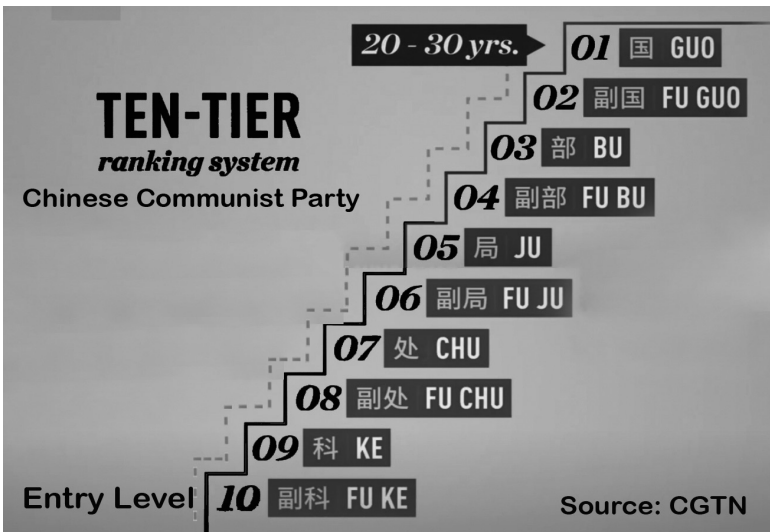 20 - 30 yrs.
01 国 GUO
02 副国 FU GUO
TEN-TIER
ranking system
Chinese Communist Party
03 部 BU
04 副部 FU BU
05 局 JU
06 副局 FU JU
07 处 CHU
08 副处 FU CHU
09 科 KE
Entry Level 10 副科 FU KE
Source: CGTN